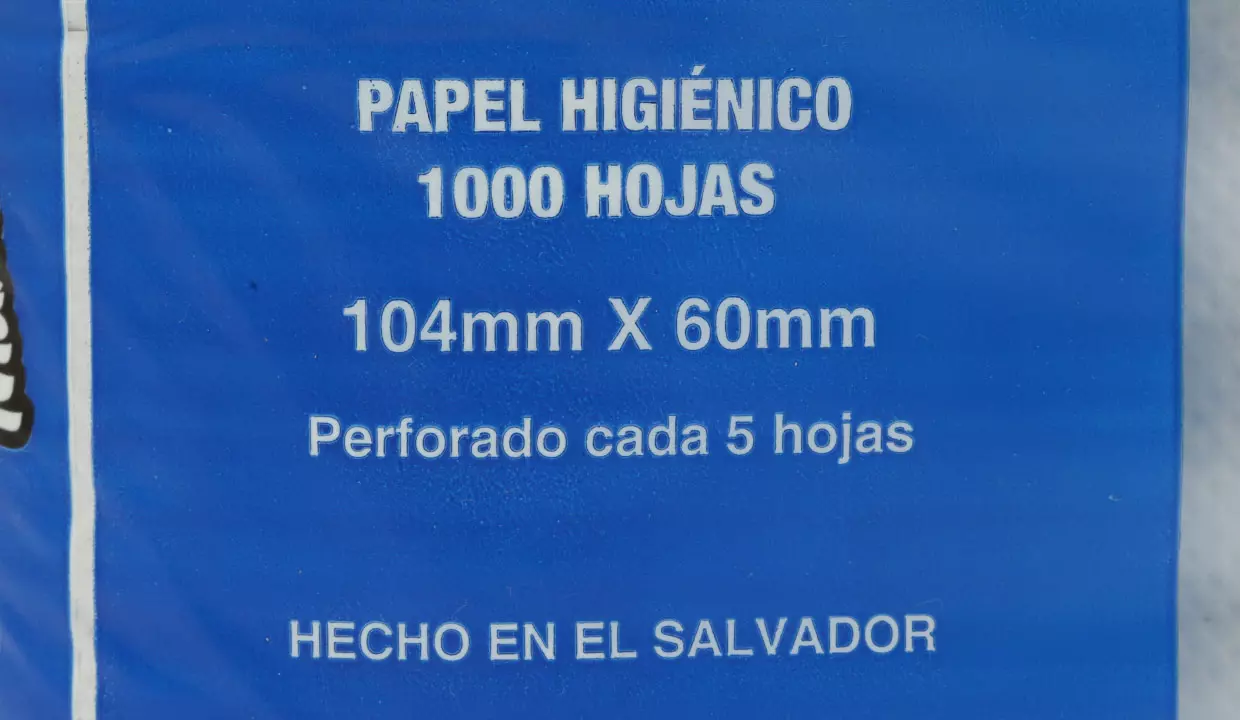 PAPEL HIGIÉNICO
1000 HOJAS
104mm X 60mm
Perforado cada 5 hojas
HECHO EN EL SALVADOR